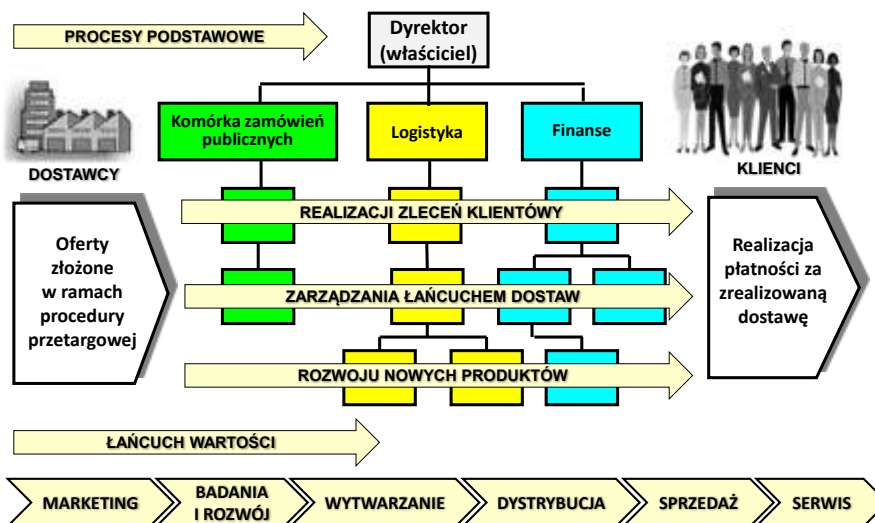 PROCESY PODSTAWOWE
Dyrektor
(właściciel)
Komórka zamówień
publicznych
Logistyka
Finanse
DOSTAWCY
KLIENCI
Oferty
złożone
w ramach
procedury
przetargowej
REALIZACJI ZLECEŃ KLIENTÓWY
ZARZĄDZANIA ŁAŃCUCHEM DOSTAW
ROZWOJU NOWYCH PRODUKTÓW
Realizacja
płatności za
zrealizowaną
dostawę
ŁAŃCUCH WARTOŚCI
MARKETING
BADANIA
I ROZWÓJ
WYTWARZANIE
DYSTRYBUCJA
SPRZEDAŻ
SERWIS